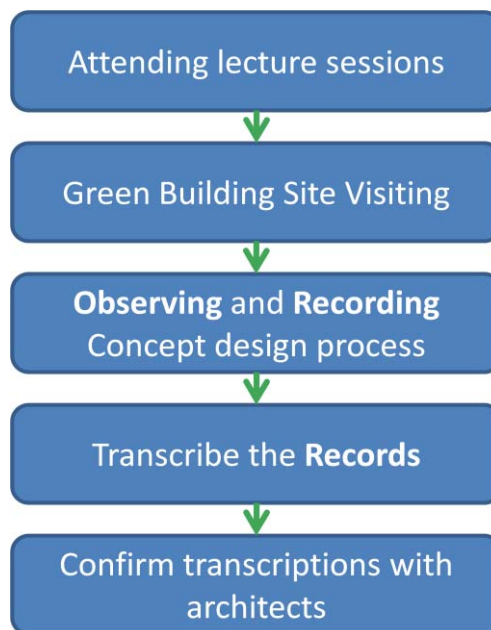 Attending lecture sessions
Green Building Site Visiting
Observing and Recording
Concept design process
Transcribe the Records
Confirm transcriptions with
architects